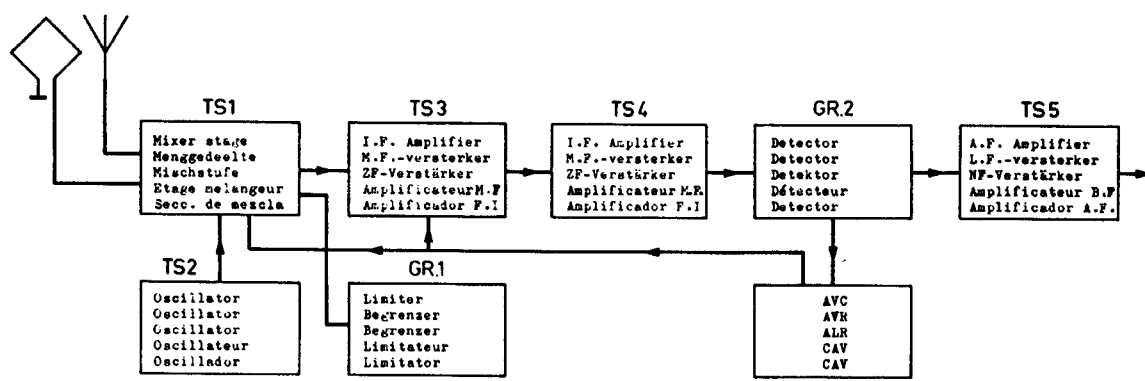 TS1
Mixer stage
Menggedeelte
Mischstufe
Etage melangeur
Secc. de mezcla
TS3
I.F. Amplifier
M.F.-versterker
ZF-Verstärker
Amplificateur M.F
Amplificador F.I
TS4
I.F. Amplifier
M.F.-versterker
ZF-Verstärker
Amplificateur M.F.
Amplificador F.I
GR.2
Detector
Detector
Detektor
Détecteur
Detector
TS5
A.F. Amplifier
L.F.-versterker
NF-Verstärker
Amplificateur B.F
Amplificador A.F.
TS2
Oscillator
Oscillator
Oscillator
Oscillateur
Oscillador
GR.1
Limiter
Begrenzer
Begrenzer
Limitateur
Limitator
AVC
AVR
ALR
CAV
CAV